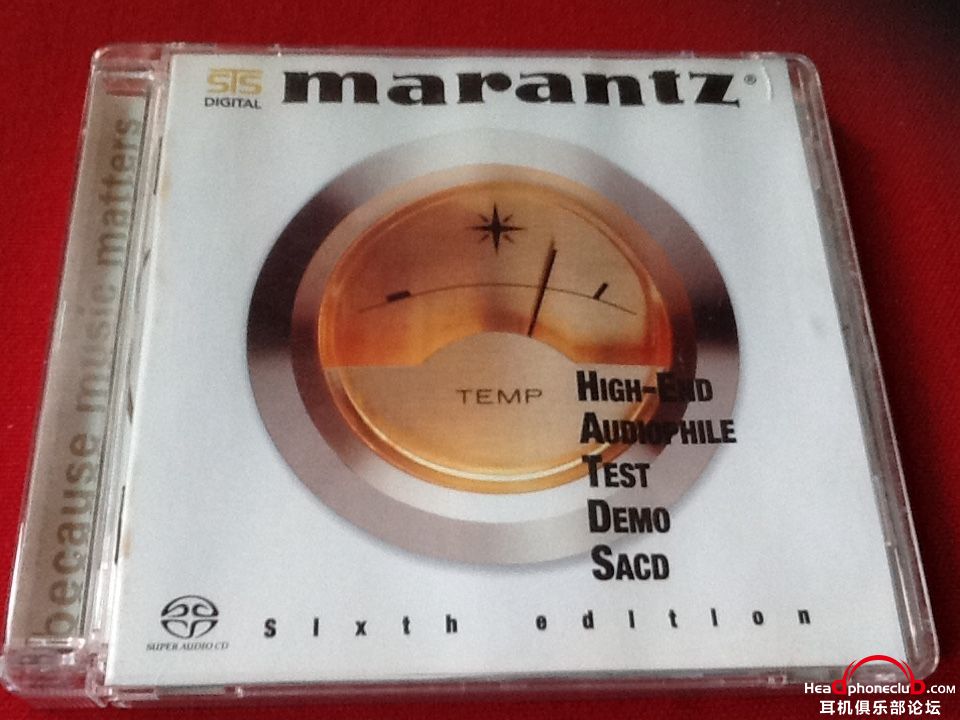 STS
DIGITAL
marantz®
because music matters
TEMP
HIGH-END
AUDIOPHILE
TEST
DEMO
SACD
SUPER AUDIO CD
Sixth edition
Headphoneclub.com
耳机俱乐部论坛